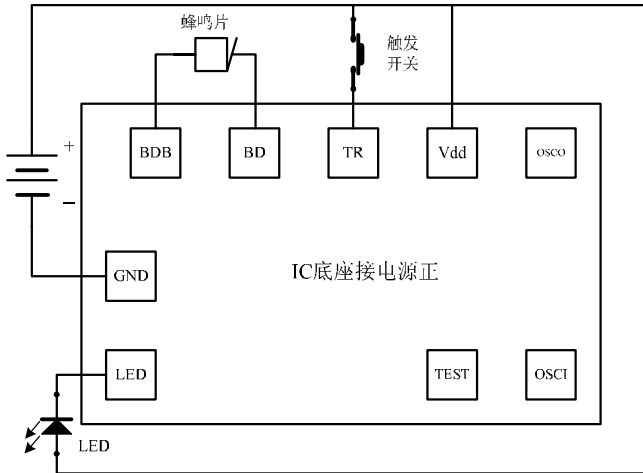 蜂鸣片
触发
开关
+
BDB
BD
TR
Vdd
OSCO
−
GND
IC底座接电源正
LED
TEST
OSCI
LED